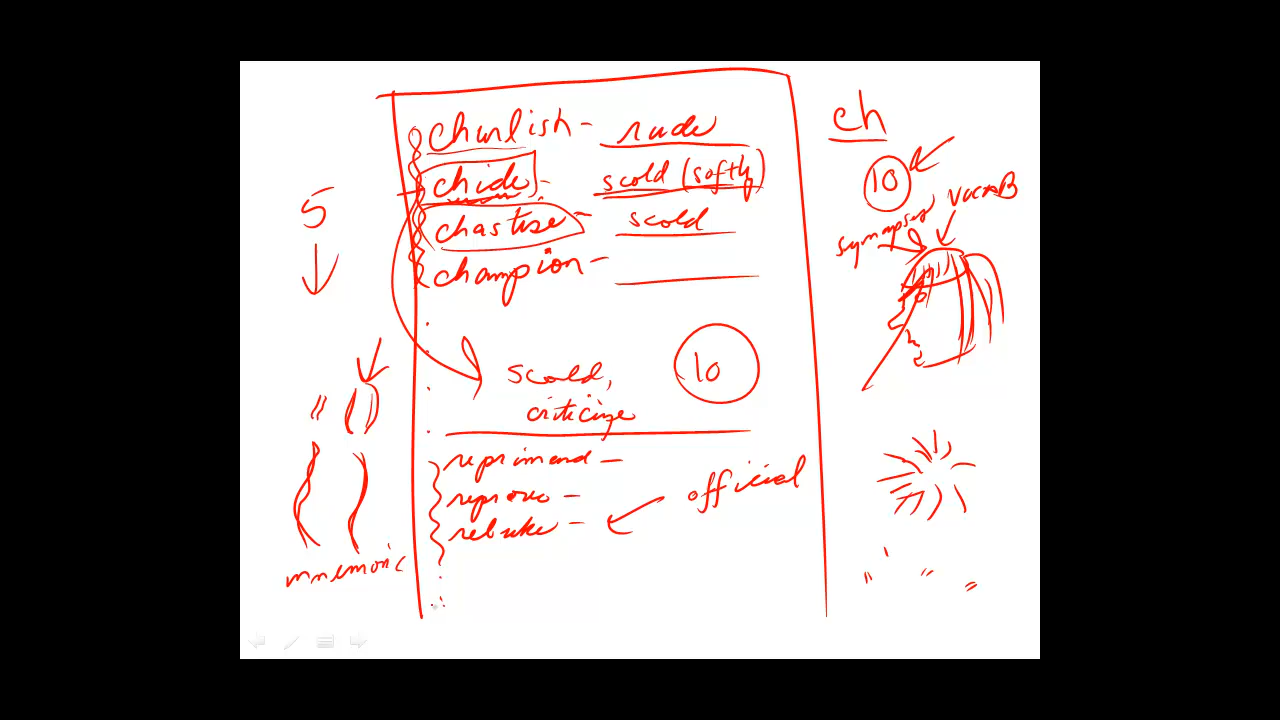 churlish - rude
chide - scold (softly)
chastise - scold
champion -
scold,
criticize
10
reprimand -
reprove -
rebuke -
official
5
mnemonic
ch
10
vocab
synapses